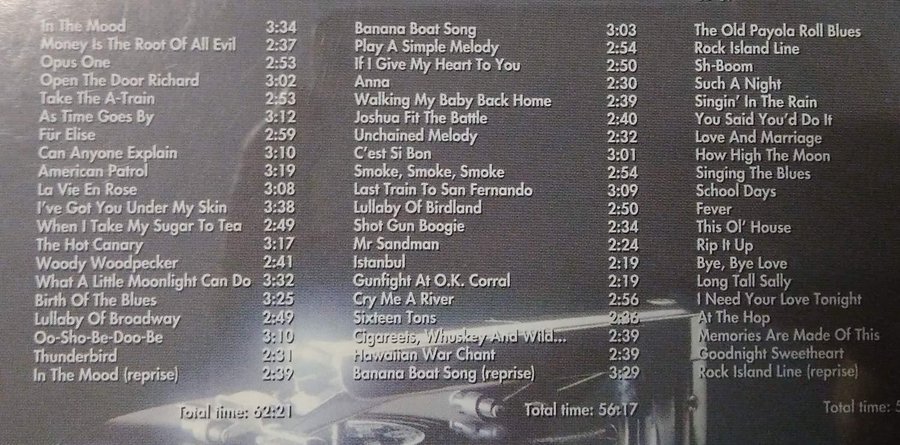 In The Mood 3:34
Money Is The Root Of All Evil 2:37
Opus One 2:53
Open The Door Richard 3:02
Take The A-Train 2:53
As Time Goes By 3:12
Für Elise 2:59
Can Anyone Explain 3:10
American Patrol 3:19
La Vie En Rose 3:08
I've Got You Under My Skin 3:38
When I Take My Sugar To Tea 2:49
The Hot Canary 3:17
Woody Woodpecker 2:41
What A Little Moonlight Can Do 3:32
Birth Of The Blues 3:25
Lullaby Of Broadway 2:49
Oo-Sho-Be-Doo-Be 3:10
Thunderbird 2:31
In The Mood (reprise) 2:39
Total time: 62:21
Banana Boat Song 3:03
Play A Simple Melody 2:54
If I Give My Heart To You 2:50
Anna 2:30
Walking My Baby Back Home 2:39
Joshua Fit The Battle 2:40
Unchained Melody 2:32
C'est Si Bon 3:01
Smoke, Smoke, Smoke 2:54
Last Train To San Fernando 3:09
Lullaby Of Birdland 2:50
Shot Gun Boogie 2:34
Mr Sandman 2:24
Istanbul 2:19
Gunfight At O.K. Corral 2:19
Cry Me A River 2:56
Sixteen Tons 2:36
Cigareets, Whuskey And Wild... 2:39
Hawaiian War Chant 2:39
Banana Boat Song (reprise) 3:29
Total time: 56:17
The Old Payola Roll Blues
Rock Island Line
Sh-Boom
Such A Night
Singin' In The Rain
You Said You'd Do It
Love And Marriage
How High The Moon
Singing The Blues
School Days
Fever
This Ol' House
Rip It Up
Bye, Bye Love
Long Tall Sally
I Need Your Love Tonight
At The Hop
Memories Are Made Of This
Goodnight Sweetheart
Rock Island Line (reprise)
Total time: